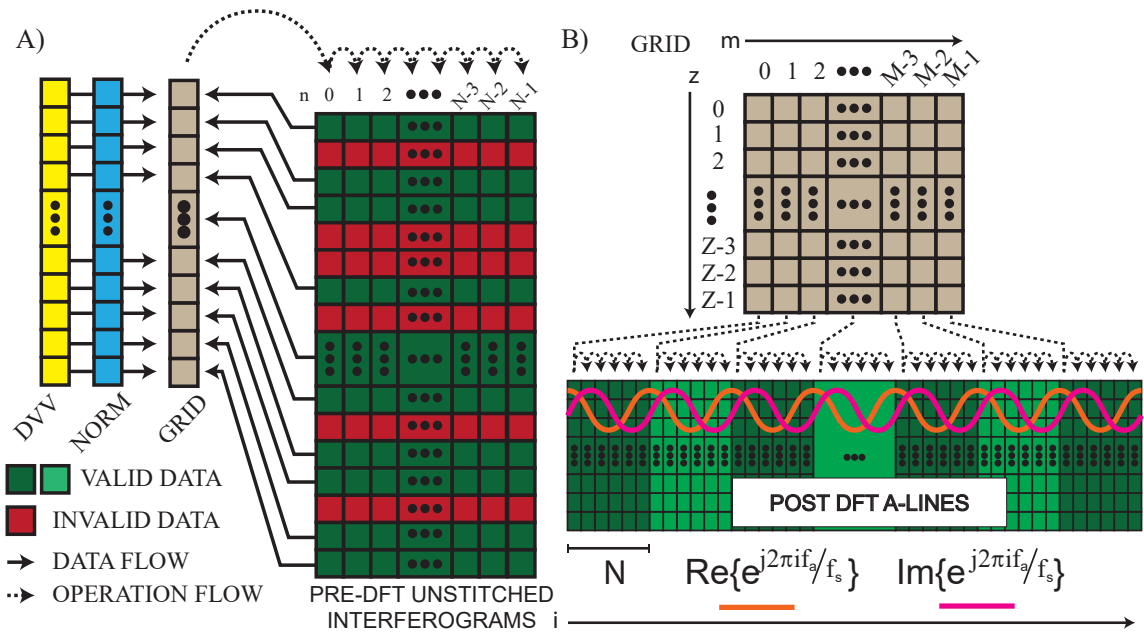 A)
n 0 1 2 ••• N-3 N-2 N-1
DVV
NORM
GRID
VALID DATA
INVALID DATA
DATA FLOW
OPERATION FLOW
PRE-DFT UNSTITCHED
INTERFEROGRAMS
B)
GRID m
0 1 2 ••• M-3 M-2 M-1
z
0
1
2
Z-3
Z-2
Z-1
POST DFT A-LINES
N
Re{e^{j2πif_a/f_s}}
Im{e^{j2πif_a/f_s}}
i